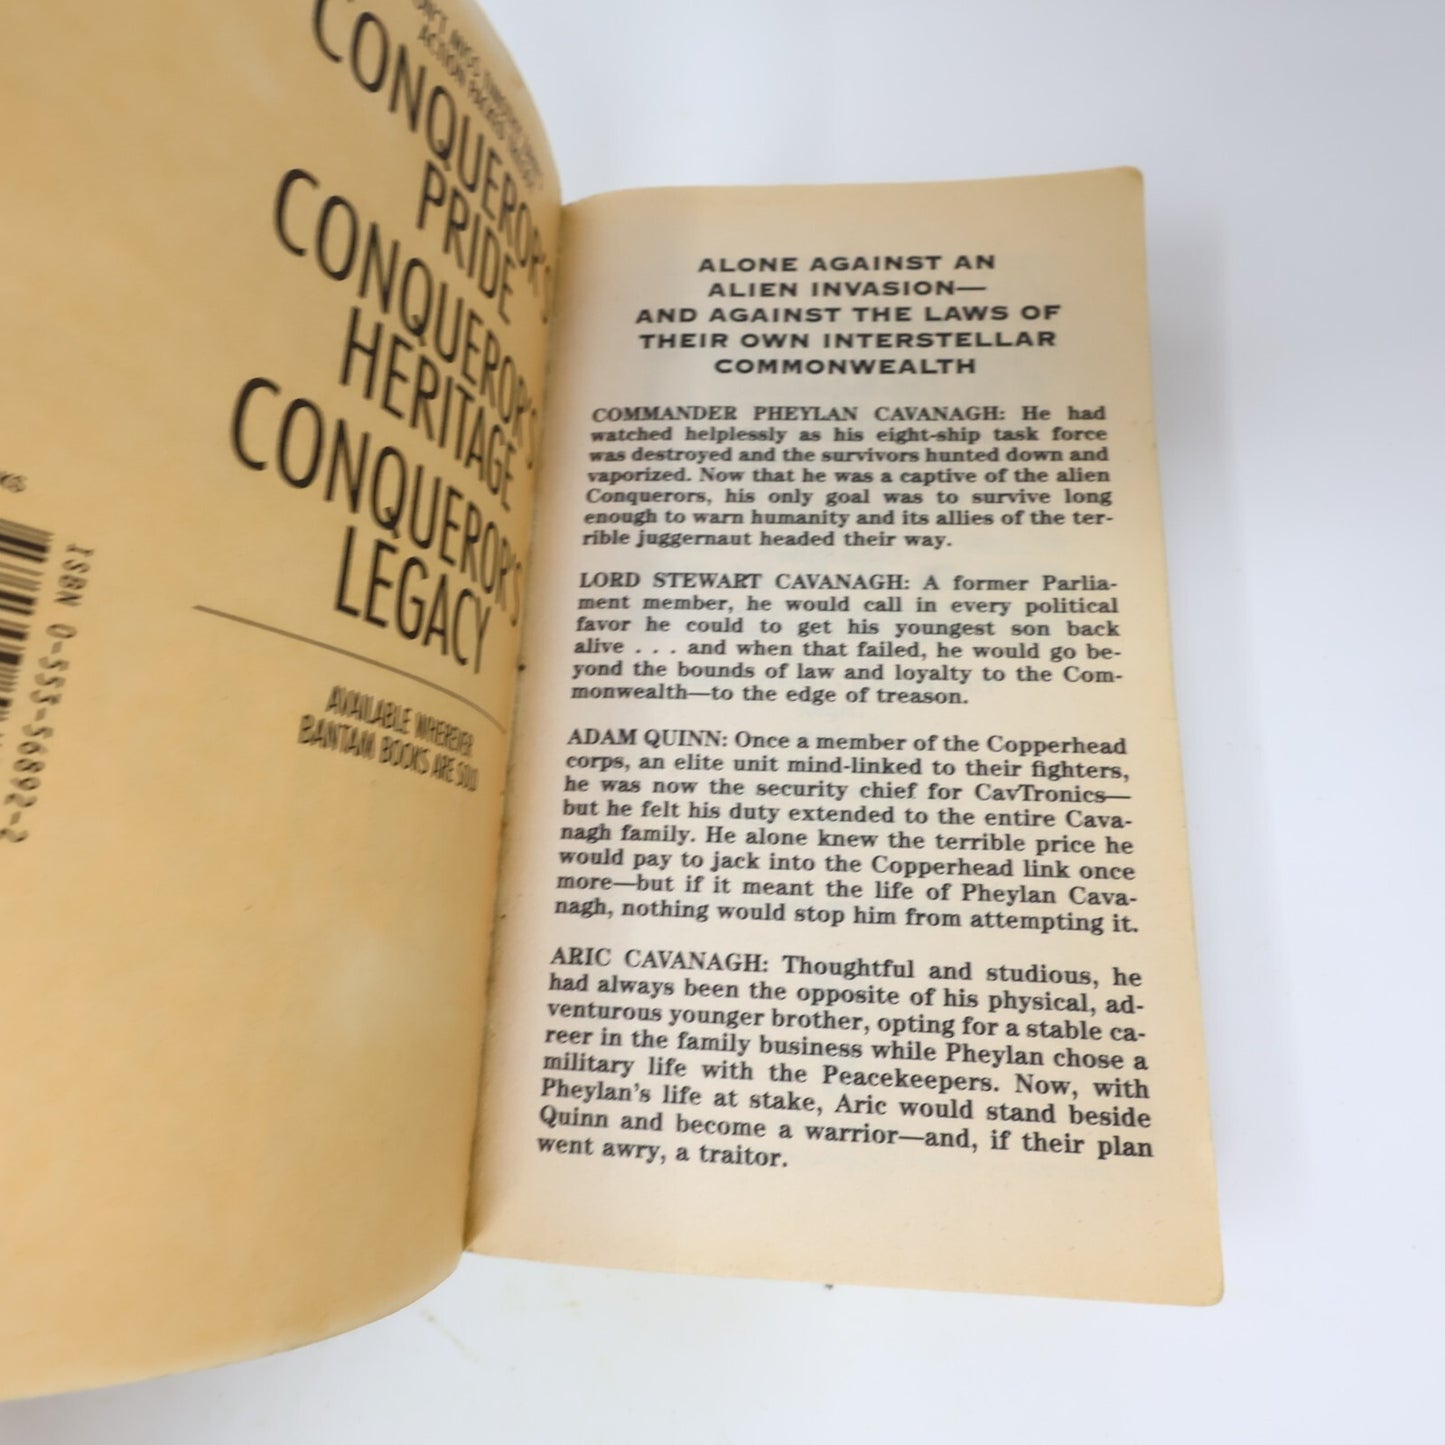 DON'T MISS TIMOTHY ZAHN'S
ACTION PACKED TRILOGY
CONQUEROR'S
PRIDE
CONQUEROR'S
HERITAGE
CONQUEROR'S
LEGACY
AVAILABLE WHEREVER
BANTAM BOOKS ARE SOLD
ISBN 0-553-56892-2
ALONE AGAINST AN
ALIEN INVASION—
AND AGAINST THE LAWS OF
THEIR OWN INTERSTELLAR
COMMONWEALTH
COMMANDER PHEYLAN CAVANAGH: He had
watched helplessly as his eight-ship task force
was destroyed and the survivors hunted down and
vaporized. Now that he was a captive of the alien
Conquerors, his only goal was to survive long
enough to warn humanity and its allies of the ter-
rible juggernaut headed their way.
LORD STEWART CAVANAGH: A former Parlia-
ment member, he would call in every political
favor he could to get his youngest son back
alive . . . and when that failed, he would go be-
yond the bounds of law and loyalty to the Com-
monwealth—to the edge of treason.
ADAM QUINN: Once a member of the Copperhead
corps, an elite unit mind-linked to their fighters,
he was now the security chief for CavTronics—
but he felt his duty extended to the entire Cava-
nagh family. He alone knew the terrible price he
would pay to jack into the Copperhead link once
more—but if it meant the life of Pheylan Cava-
nagh, nothing would stop him from attempting it.
ARIC CAVANAGH: Thoughtful and studious, he
had always been the opposite of his physical, ad-
venturous younger brother, opting for a stable ca-
reer in the family business while Pheylan chose a
military life with the Peacekeepers. Now, with
Pheylan's life at stake, Aric would stand beside
Quinn and become a warrior—and, if their plan
went awry, a traitor.